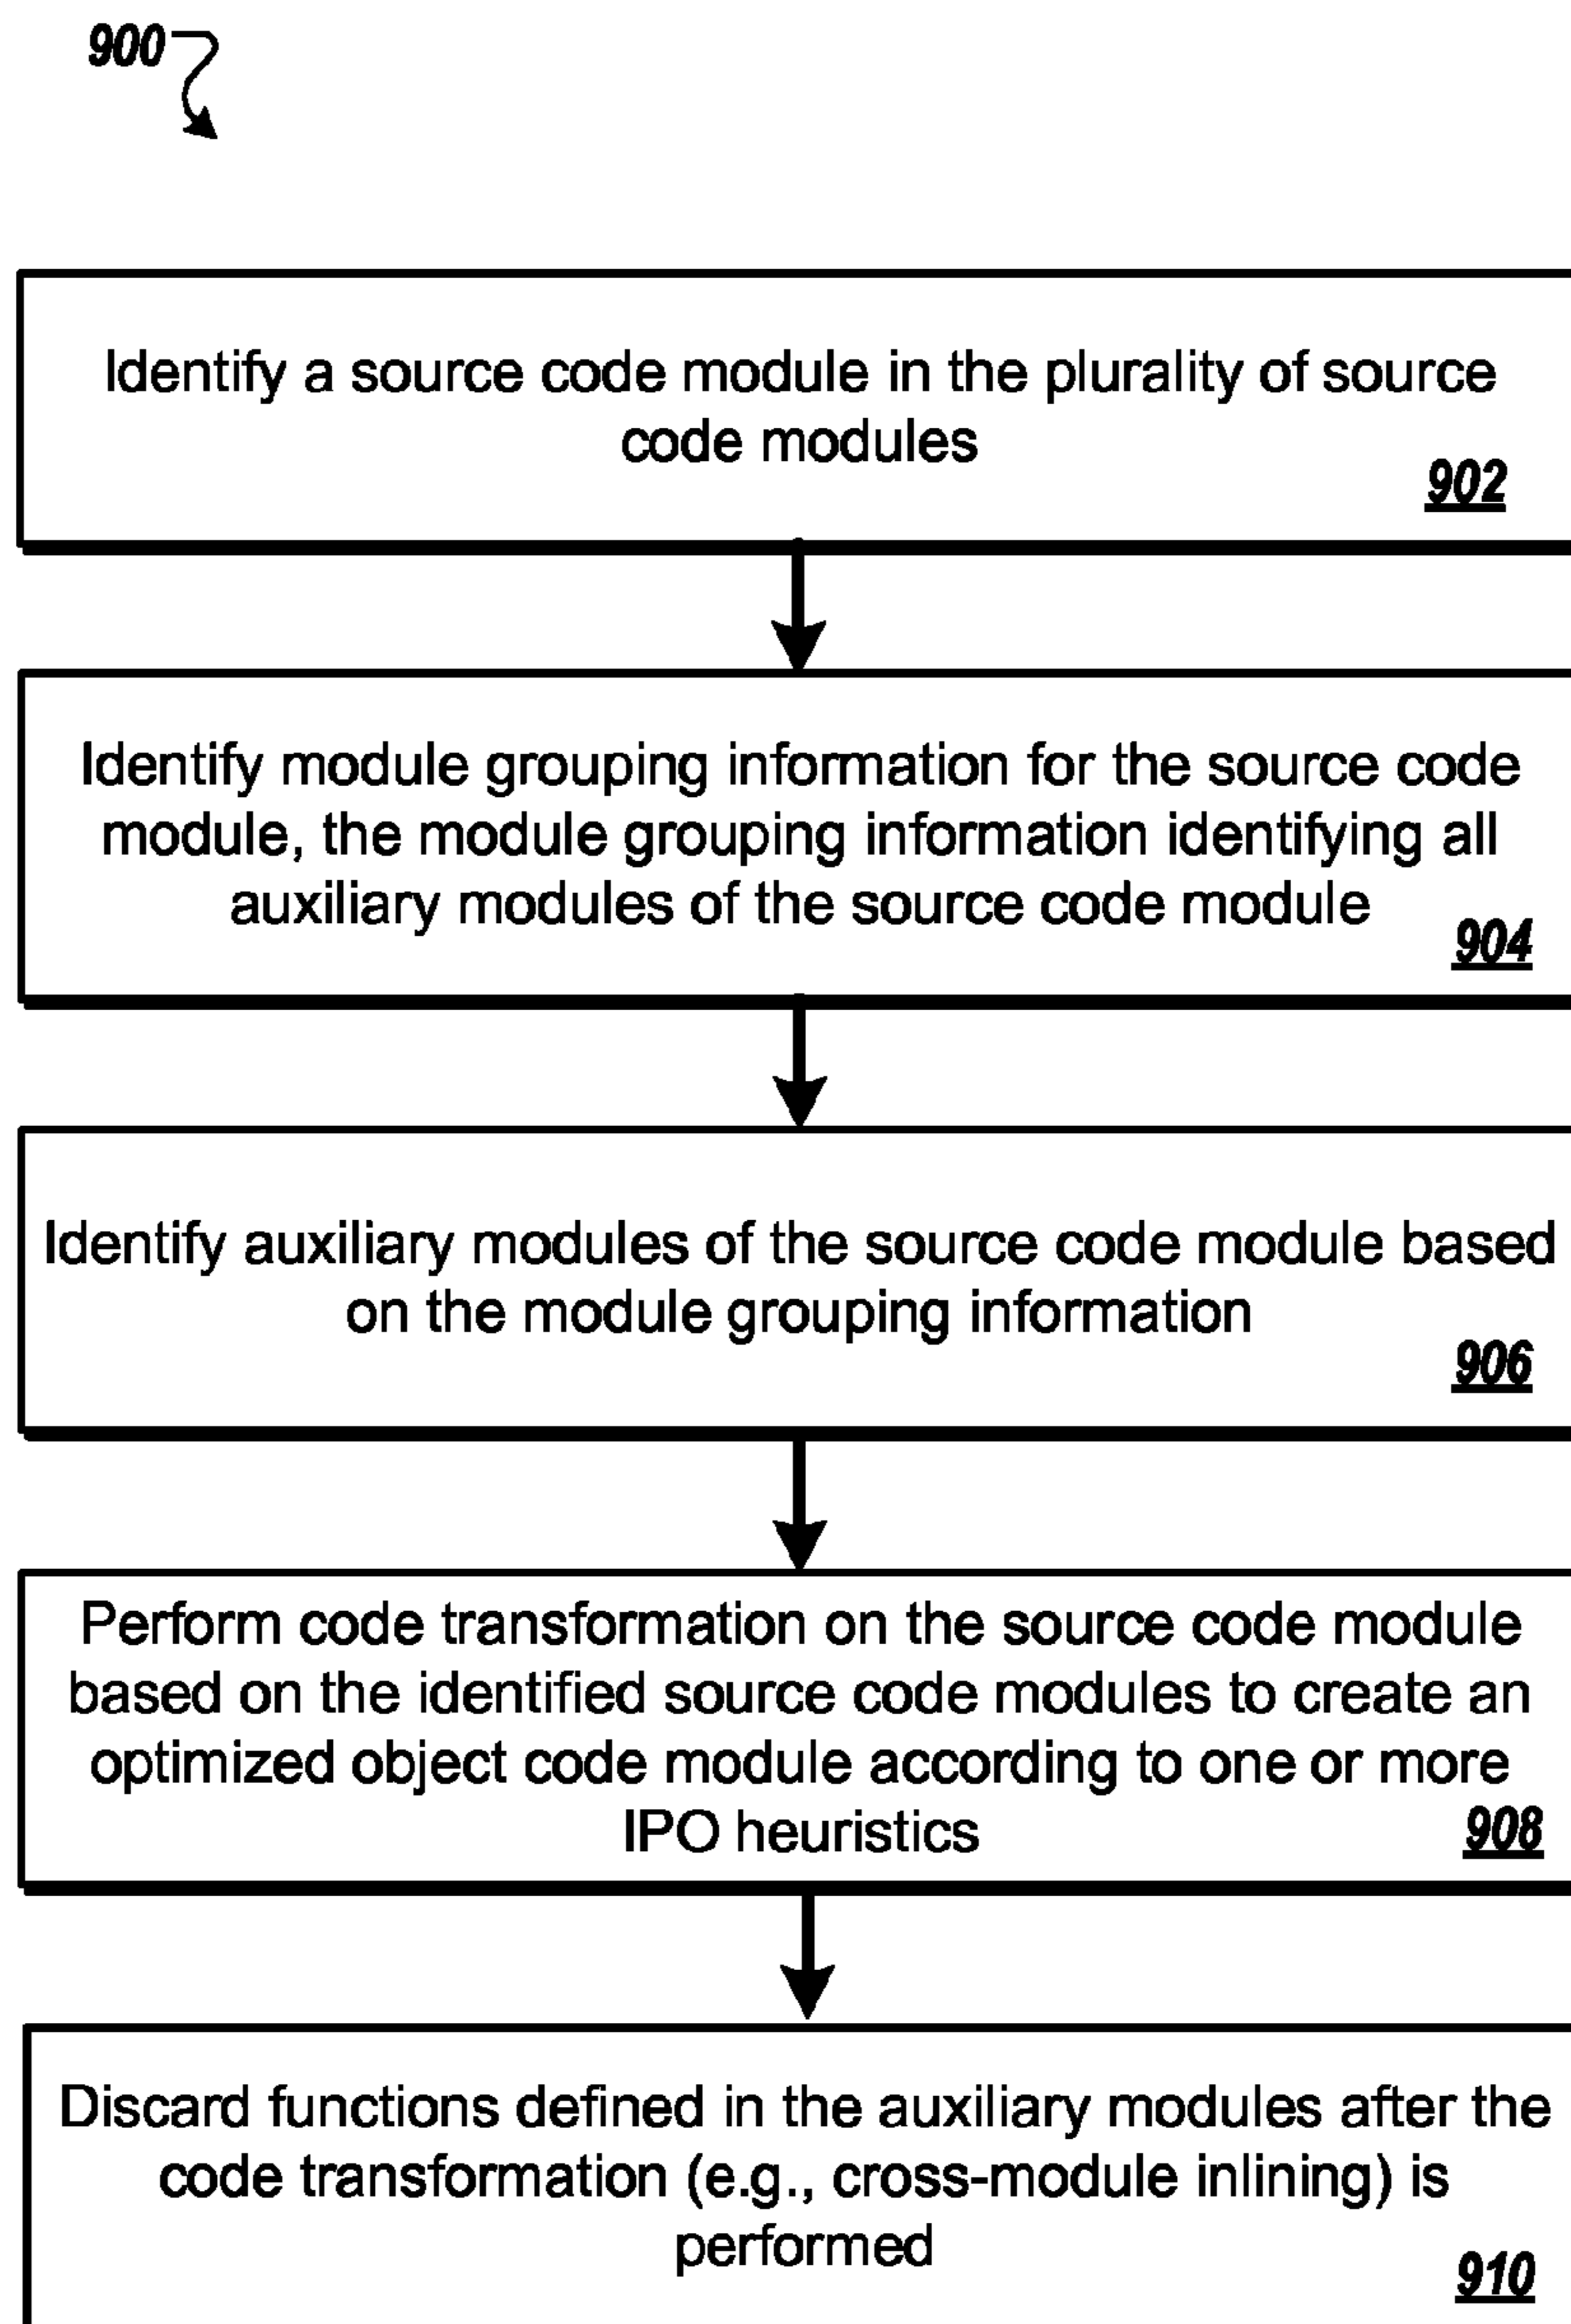 900
Identify a source code module in the plurality of source
code modules
902
Identify module grouping information for the source code
module, the module grouping information identifying all
auxiliary modules of the source code module
904
Identify auxiliary modules of the source code module based
on the module grouping information
906
Perform code transformation on the source code module
based on the identified source code modules to create an
optimized object code module according to one or more
IPO heuristics
908
Discard functions defined in the auxiliary modules after the
code transformation (e.g., cross-module inlining) is
performed
910